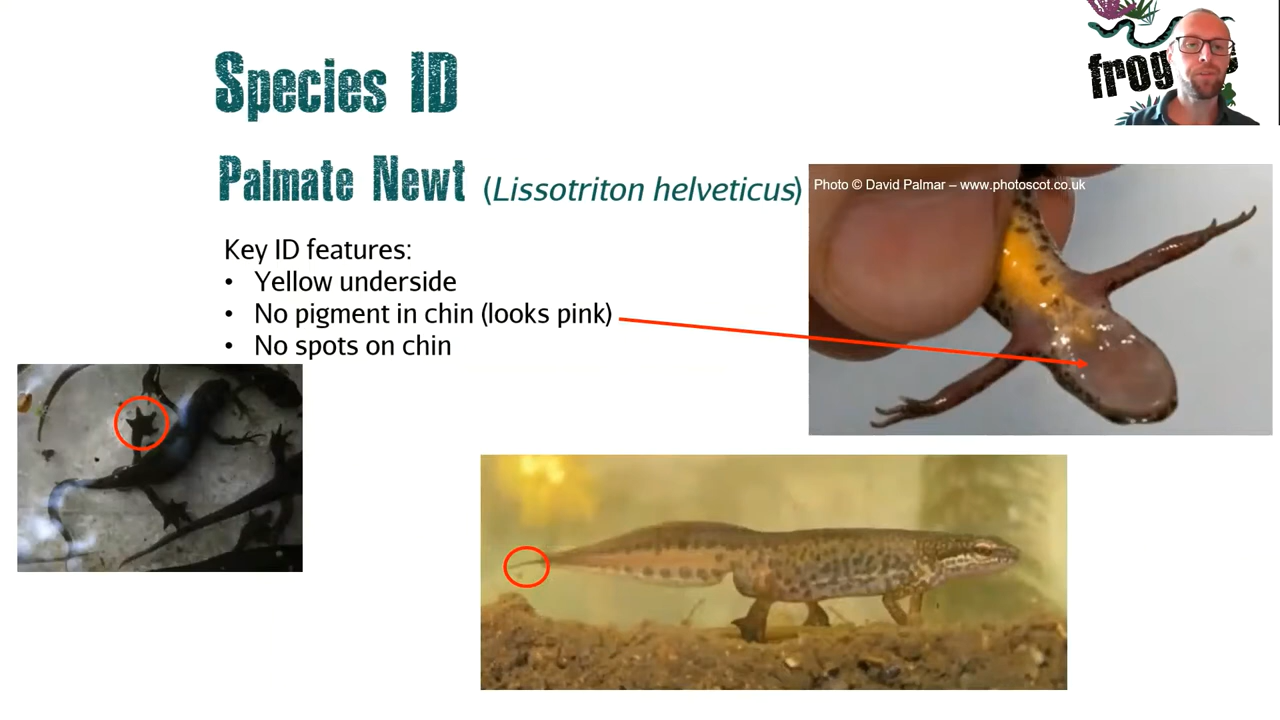 Species ID
frog
Palmate Newt (Lissotriton helveticus)
Photo © David Palmar – www.photoscot.co.uk
Key ID features:
• Yellow underside
• No pigment in chin (looks pink)
• No spots on chin